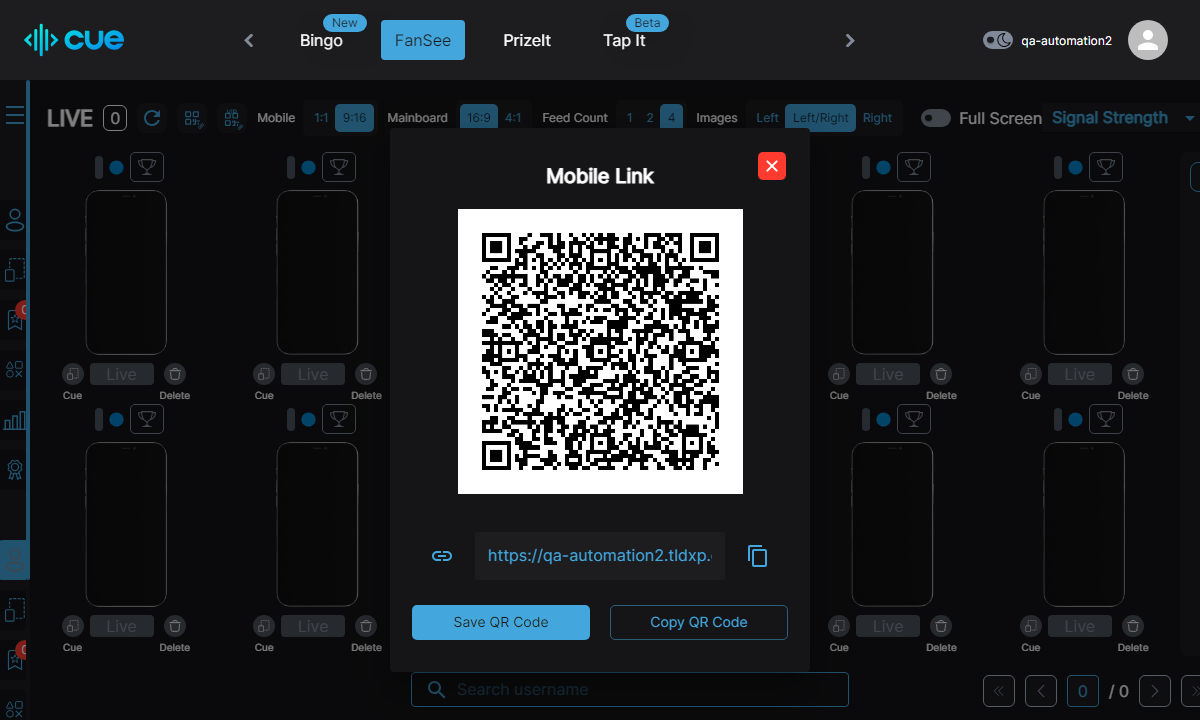 cue
Bingo
New
FanSee
PrizeIt
Tap It
Beta
qa-automation2
LIVE 0
Mobile 1:1 9:16 Mainboard 16:9 4:1 Feed Count 1 2 4 Images Left Left/Right Right Full Screen Signal Strength
Mobile Link
Live Live Live Live
Cue Delete Cue Delete Cue Delete Cue Delete
https://qa-automation2.tldxp.
Save QR Code Copy QR Code
Live Live Live Live
Cue Delete Cue Delete Cue Delete Cue Delete
Search username
0 / 0